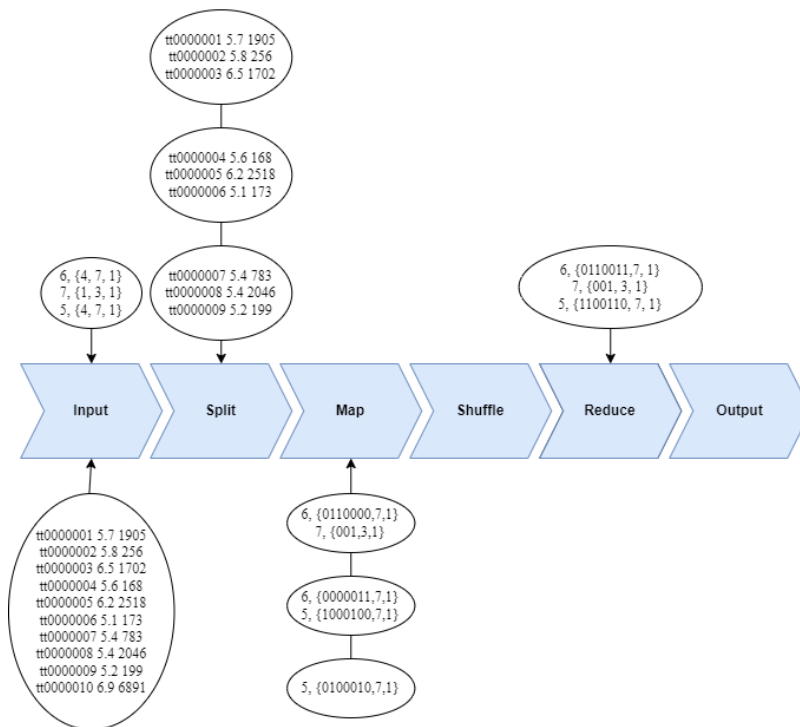 tt0000001 5.7 1905
tt0000002 5.8 256
tt0000003 6.5 1702
tt0000004 5.6 168
tt0000005 6.2 2518
tt0000006 5.1 173
6, {4, 7, 1}
7, {1, 3, 1}
5, {4, 7, 1}
tt0000007 5.4 783
tt0000008 5.4 2046
tt0000009 5.2 199
6, {0110011,7, 1}
7, {001, 3, 1}
5, {1100110, 7, 1}
Input
Split
Map
Shuffle
Reduce
Output
tt0000001 5.7 1905
tt0000002 5.8 256
tt0000003 6.5 1702
tt0000004 5.6 168
tt0000005 6.2 2518
tt0000006 5.1 173
tt0000007 5.4 783
tt0000008 5.4 2046
tt0000009 5.2 199
tt0000010 6.9 6891
6, {0110000,7,1}
7, {001,3,1}
6, {0000011,7,1}
5, {1000100,7,1}
5, {0100010,7,1}